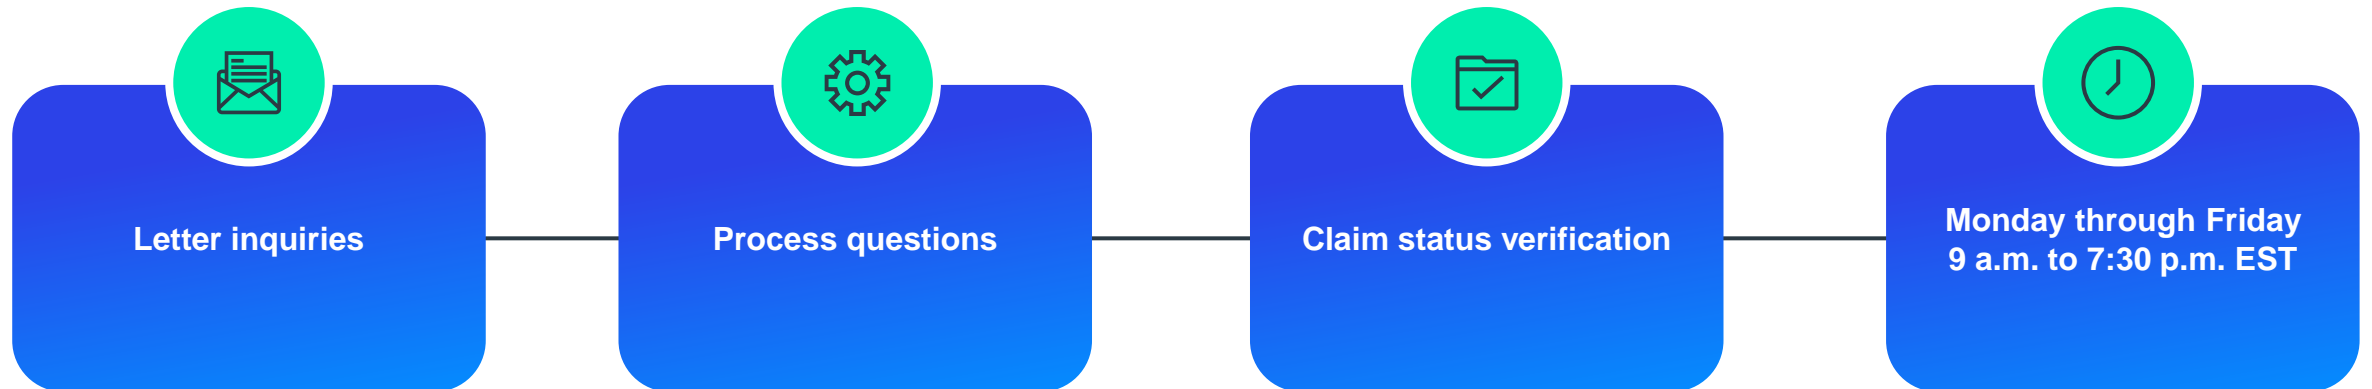 Letter inquiries
Process questions
Claim status verification
Monday through Friday
9 a.m. to 7:30 p.m. EST